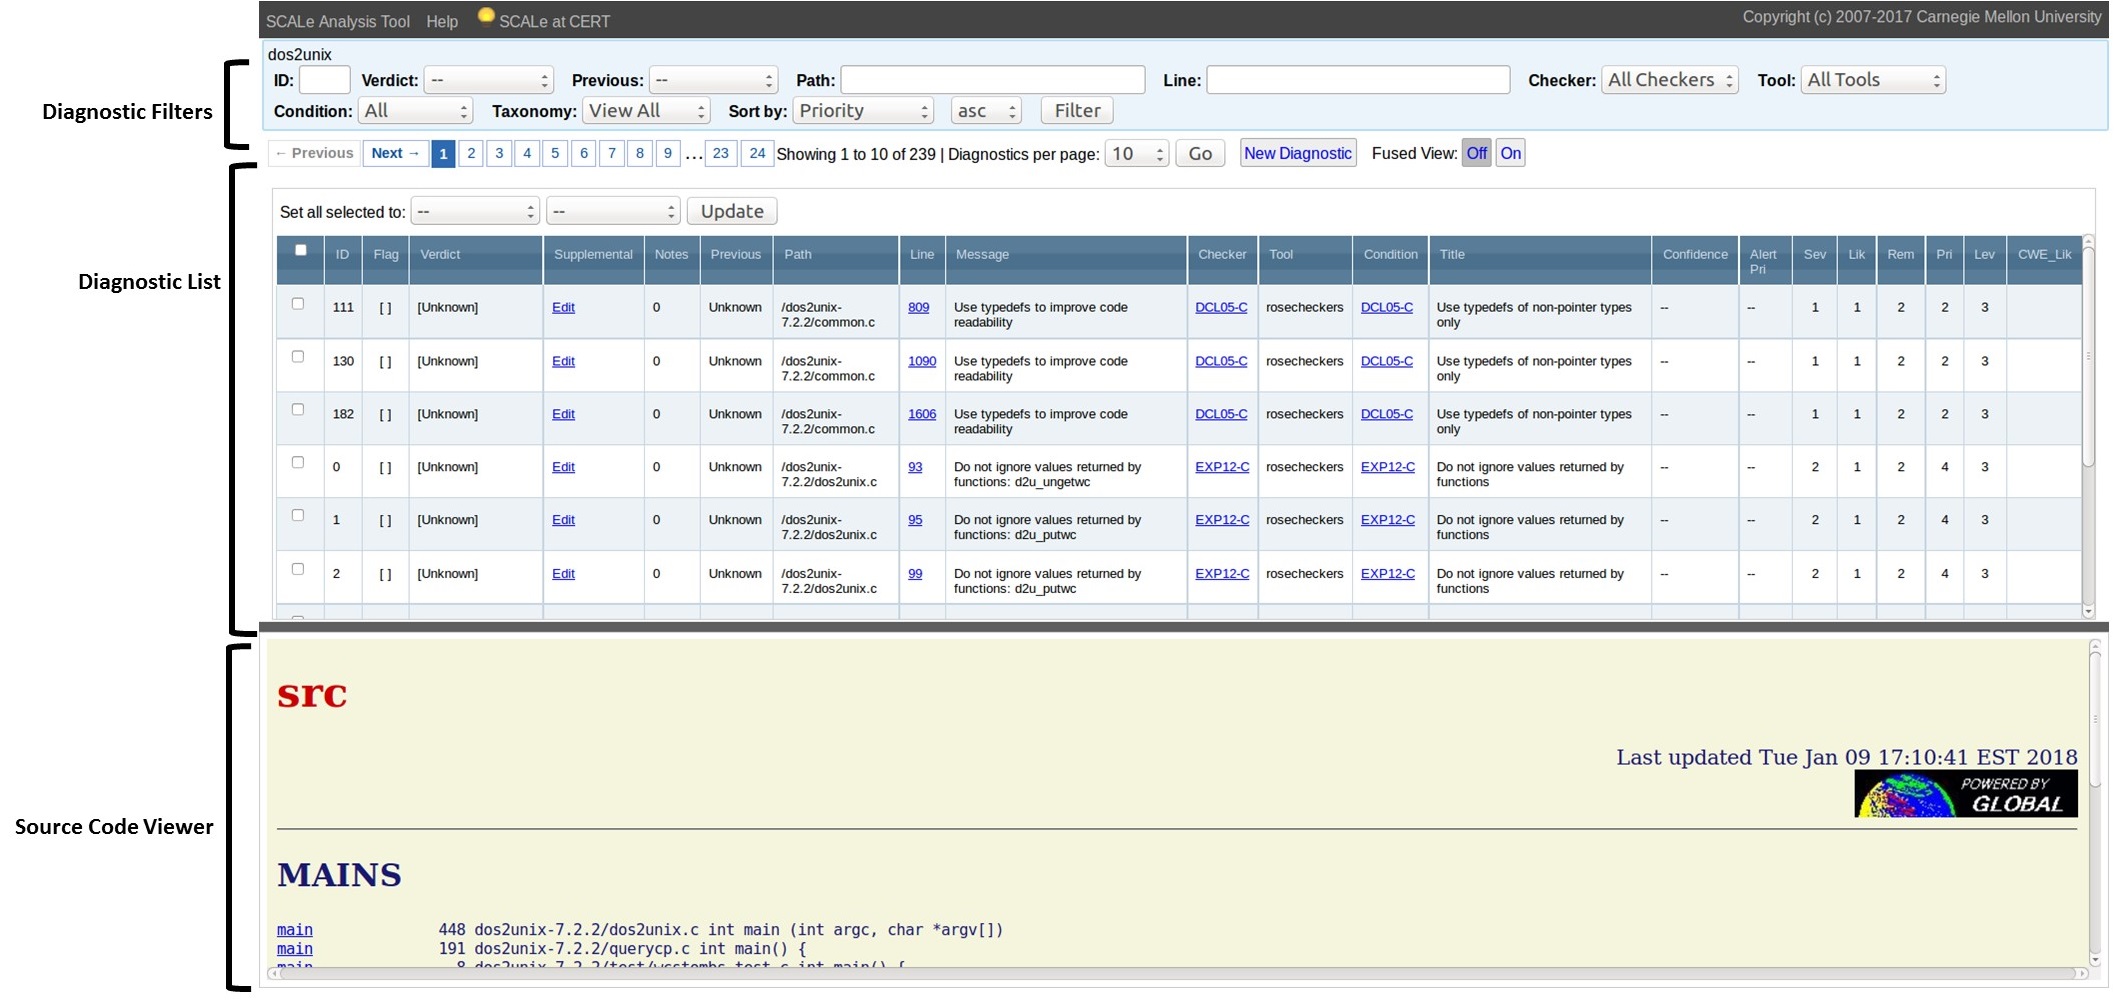 SCALe Analysis Tool Help SCALe at CERT Copyright (c) 2007-2017 Carnegie Mellon University
dos2unix
ID: Verdict: -- Previous: -- Path: Line: Checker: All Checkers Tool: All Tools
Diagnostic Filters
Condition: All Taxonomy: View All Sort by: Priority asc Filter
← Previous Next → 1 2 3 4 5 6 7 8 9 ... 23 24 Showing 1 to 10 of 239 | Diagnostics per page: 10 Go New Diagnostic Fused View: Off On
Set all selected to: -- -- Update
Diagnostic List
ID Flag Verdict Supplemental Notes Previous Path Line Message Checker Tool Condition Title Confidence Alert Pri Sev Lik Rem Pri Lev CWE_Lik
111 [ ] [Unknown] Edit 0 Unknown /dos2unix-7.2.2/common.c 809 Use typedefs to improve code readability DCL05-C rosecheckers DCL05-C Use typedefs of non-pointer types only -- -- 1 1 2 2 3
130 [ ] [Unknown] Edit 0 Unknown /dos2unix-7.2.2/common.c 1090 Use typedefs to improve code readability DCL05-C rosecheckers DCL05-C Use typedefs of non-pointer types only -- -- 1 1 2 2 3
182 [ ] [Unknown] Edit 0 Unknown /dos2unix-7.2.2/common.c 1606 Use typedefs to improve code readability DCL05-C rosecheckers DCL05-C Use typedefs of non-pointer types only -- -- 1 1 2 2 3
0 [ ] [Unknown] Edit 0 Unknown /dos2unix-7.2.2/dos2unix.c 93 Do not ignore values returned by functions: d2u_ungetwc EXP12-C rosecheckers EXP12-C Do not ignore values returned by functions -- -- 2 1 2 4 3
1 [ ] [Unknown] Edit 0 Unknown /dos2unix-7.2.2/dos2unix.c 95 Do not ignore values returned by functions: d2u_putwc EXP12-C rosecheckers EXP12-C Do not ignore values returned by functions -- -- 2 1 2 4 3
2 [ ] [Unknown] Edit 0 Unknown /dos2unix-7.2.2/dos2unix.c 99 Do not ignore values returned by functions: d2u_putwc EXP12-C rosecheckers EXP12-C Do not ignore values returned by functions -- -- 2 1 2 4 3
src
Last updated Tue Jan 09 17:10:41 EST 2018
POWERED BY
GLOBAL
Source Code Viewer
MAINS
main 448 dos2unix-7.2.2/dos2unix.c int main (int argc, char *argv[])
main 191 dos2unix-7.2.2/querycp.c int main() {
main 8 dos2unix-7.2.2/test/wcstombs_test.c int main() {